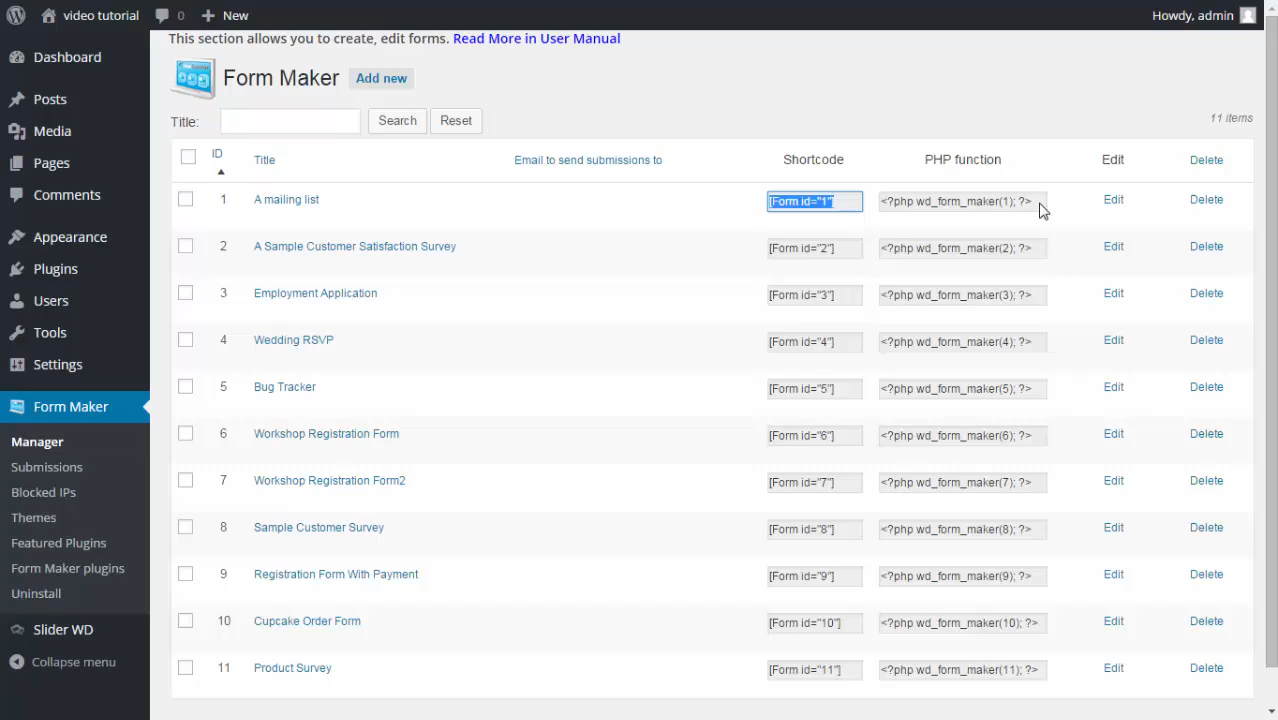 video tutorial 0 New Howdy, admin
This section allows you to create, edit forms. Read More in User Manual
Dashboard
Posts
Media
Pages
Comments
Appearance
Plugins
Users
Tools
Settings
Form Maker
Manager
Submissions
Blocked IPs
Themes
Featured Plugins
Form Maker plugins
Uninstall
Slider WD
Collapse menu
Form Maker Add new
Title: Search Reset 11 items
ID Title Email to send submissions to Shortcode PHP function Edit Delete
1 A mailing list [Form id="1"] <?php wd_form_maker(1); ?> Edit Delete
2 A Sample Customer Satisfaction Survey [Form id="2"] <?php wd_form_maker(2); ?> Edit Delete
3 Employment Application [Form id="3"] <?php wd_form_maker(3); ?> Edit Delete
4 Wedding RSVP [Form id="4"] <?php wd_form_maker(4); ?> Edit Delete
5 Bug Tracker [Form id="5"] <?php wd_form_maker(5); ?> Edit Delete
6 Workshop Registration Form [Form id="6"] <?php wd_form_maker(6); ?> Edit Delete
7 Workshop Registration Form2 [Form id="7"] <?php wd_form_maker(7); ?> Edit Delete
8 Sample Customer Survey [Form id="8"] <?php wd_form_maker(8); ?> Edit Delete
9 Registration Form With Payment [Form id="9"] <?php wd_form_maker(9); ?> Edit Delete
10 Cupcake Order Form [Form id="10"] <?php wd_form_maker(10); ?> Edit Delete
11 Product Survey [Form id="11"] <?php wd_form_maker(11); ?> Edit Delete